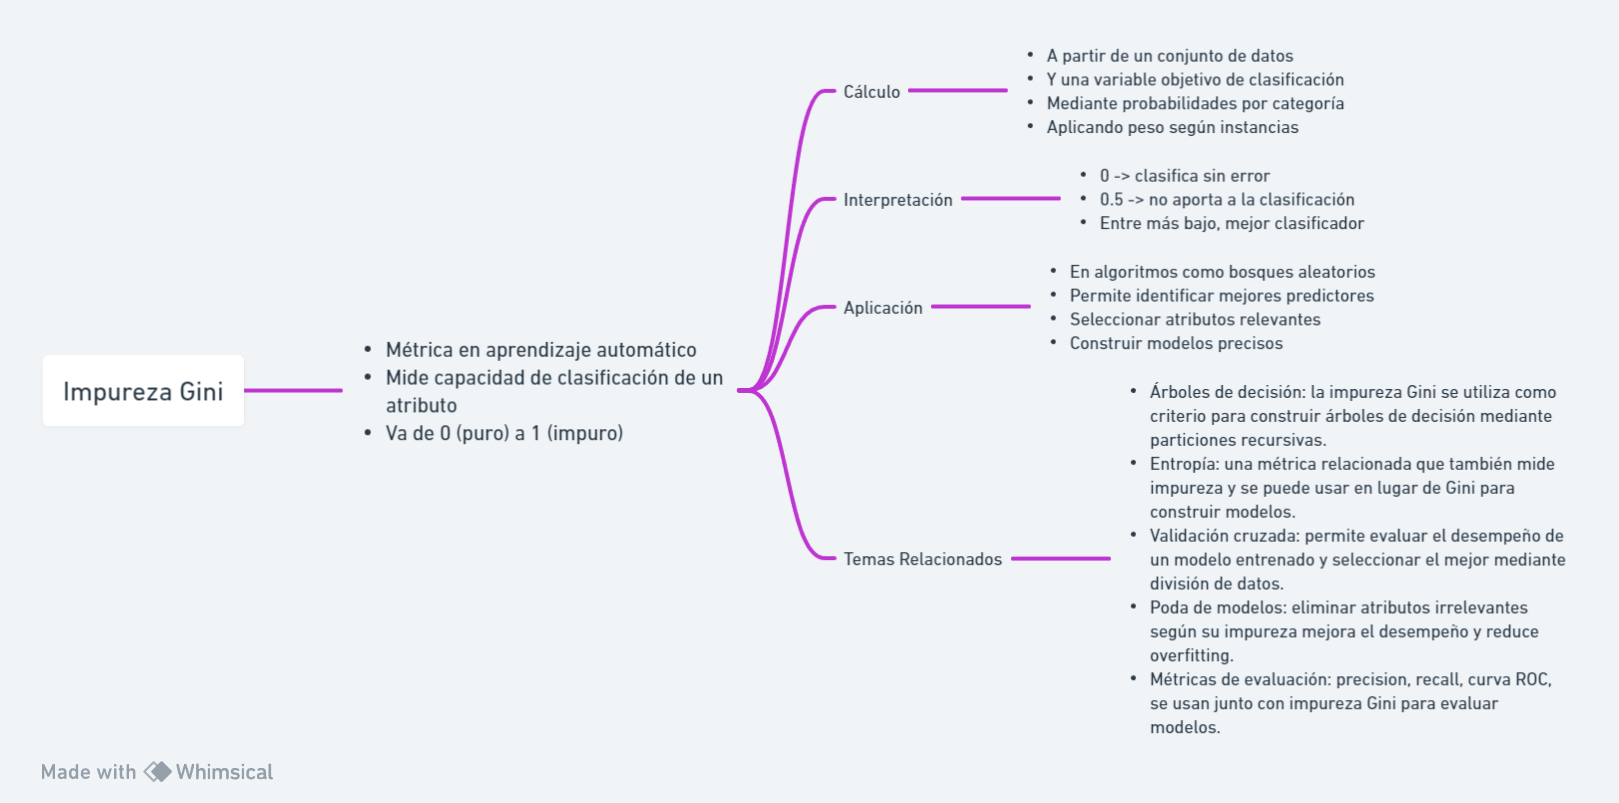 Impureza Gini
• Métrica en aprendizaje automático
• Mide capacidad de clasificación de un
atributo
• Va de 0 (puro) a 1 (impuro)
Cálculo
• A partir de un conjunto de datos
• Y una variable objetivo de clasificación
• Mediante probabilidades por categoría
• Aplicando peso según instancias
Interpretación
• 0 -> clasifica sin error
• 0.5 -> no aporta a la clasificación
• Entre más bajo, mejor clasificador
Aplicación
• En algoritmos como bosques aleatorios
• Permite identificar mejores predictores
• Seleccionar atributos relevantes
• Construir modelos precisos
Temas Relacionados
• Árboles de decisión: la impureza Gini se utiliza como
criterio para construir árboles de decisión mediante
particiones recursivas.
• Entropía: una métrica relacionada que también mide
impureza y se puede usar en lugar de Gini para
construir modelos.
• Validación cruzada: permite evaluar el desempeño de
un modelo entrenado y seleccionar el mejor mediante
división de datos.
• Poda de modelos: eliminar atributos irrelevantes
según su impureza mejora el desempeño y reduce
overfitting.
• Métricas de evaluación: precision, recall, curva ROC,
se usan junto con impureza Gini para evaluar
modelos.
Made with Whimsical